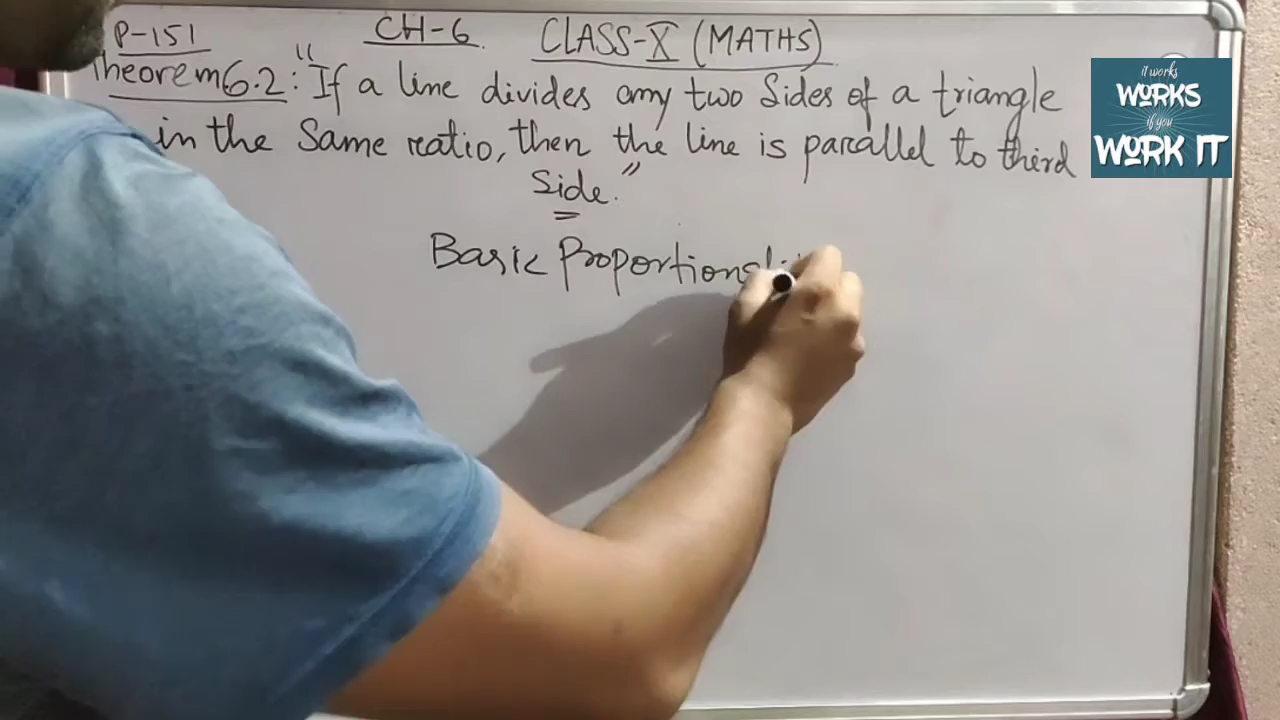 P-151 CH-6 CLASS-X (MATHS)
Theorem 6.2: "If a line divides any two Sides of a triangle
in the Same ratio, then the line is parallel to third
Side."
Basic Proportionali
it works
WORKS
if you
WORK IT